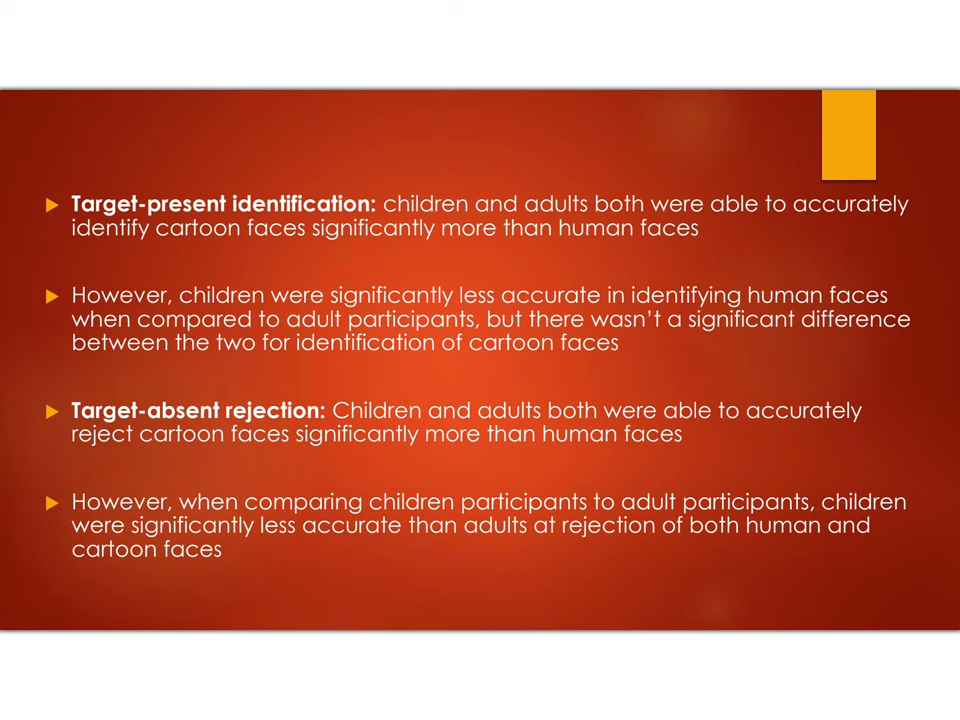 Target-present identification: children and adults both were able to accurately
identify cartoon faces significantly more than human faces
However, children were significantly less accurate in identifying human faces
when compared to adult participants, but there wasn't a significant difference
between the two for identification of cartoon faces
Target-absent rejection: Children and adults both were able to accurately
reject cartoon faces significantly more than human faces
However, when comparing children participants to adult participants, children
were significantly less accurate than adults at rejection of both human and
cartoon faces